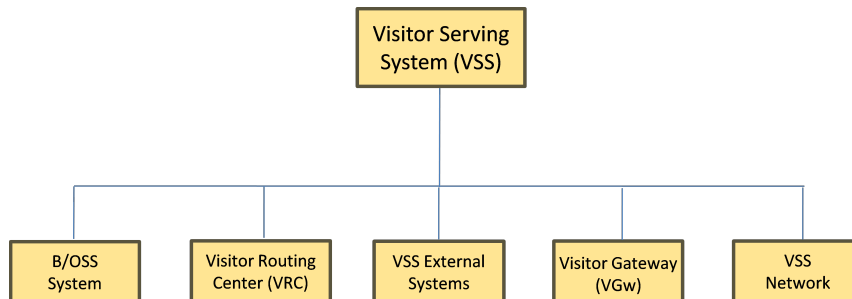 Visitor Serving
System (VSS)
B/OSS
System
Visitor Routing
Center (VRC)
VSS External
Systems
Visitor Gateway
(VGw)
VSS
Network